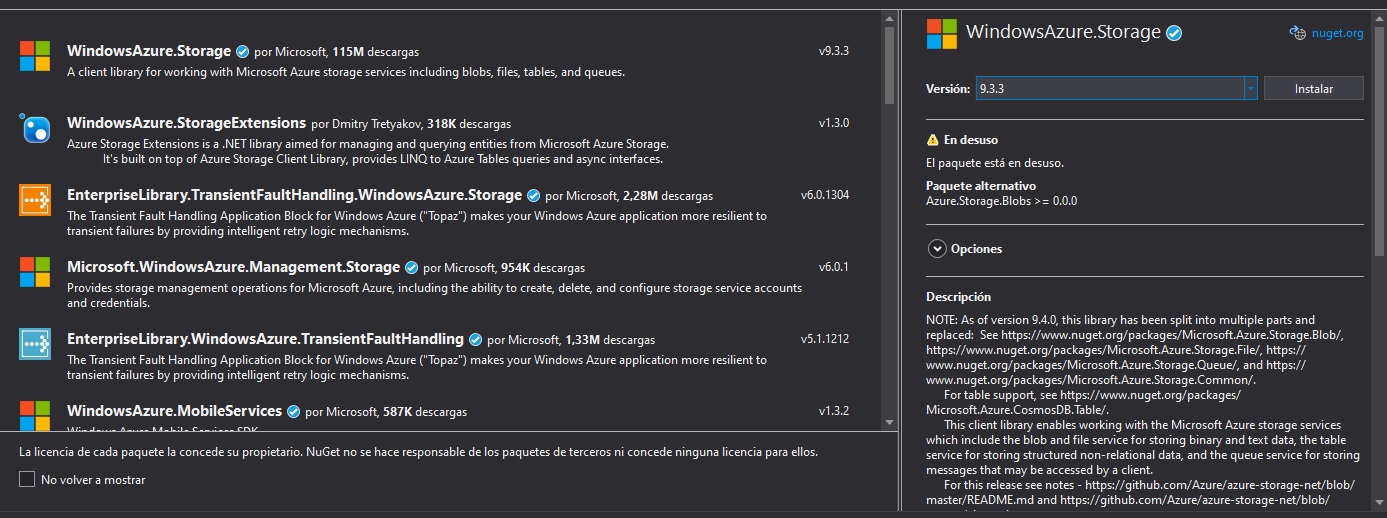 WindowsAzure.Storage por Microsoft, 115M descargas v9.3.3
A client library for working with Microsoft Azure storage services including blobs, files, tables, and queues.
WindowsAzure.StorageExtensions por Dmitry Tretyakov, 318K descargas v1.3.0
Azure Storage Extensions is a .NET library aimed for managing and querying entities from Microsoft Azure Storage.
It's built on top of Azure Storage Client Library, provides LINQ to Azure Tables queries and async interfaces.
EnterpriseLibrary.TransientFaultHandling.WindowsAzure.Storage por Microsoft, 2,28M descargas v6.0.1304
The Transient Fault Handling Application Block for Windows Azure ("Topaz") makes your Windows Azure application more resilient to
transient failures by providing intelligent retry logic mechanisms.
Microsoft.WindowsAzure.Management.Storage por Microsoft, 954K descargas v6.0.1
Provides storage management operations for Microsoft Azure, including the ability to create, delete, and configure storage service accounts
and credentials.
EnterpriseLibrary.WindowsAzure.TransientFaultHandling por Microsoft, 1,33M descargas v5.1.1212
The Transient Fault Handling Application Block for Windows Azure ("Topaz") makes your Windows Azure application more resilient to
transient failures by providing intelligent retry logic mechanisms.
WindowsAzure.MobileServices por Microsoft, 587K descargas v1.3.2
Windows Azure Mobile Services SDK
La licencia de cada paquete la concede su propietario. NuGet no se hace responsable de los paquetes de terceros ni concede ninguna licencia para ellos.
No volver a mostrar
WindowsAzure.Storage nuget.org
Versión: 9.3.3 Instalar
En desuso
El paquete está en desuso.
Paquete alternativo
Azure.Storage.Blobs >= 0.0.0
Opciones
Descripción
NOTE: As of version 9.4.0, this library has been split into multiple parts and
replaced: See https://www.nuget.org/packages/Microsoft.Azure.Storage.Blob/,
https://www.nuget.org/packages/Microsoft.Azure.Storage.File/, https://
www.nuget.org/packages/Microsoft.Azure.Storage.Queue/, and https://
www.nuget.org/packages/Microsoft.Azure.Storage.Common/.
For table support, see https://www.nuget.org/packages/
Microsoft.Azure.CosmosDB.Table/.
This client library enables working with the Microsoft Azure storage services
which include the blob and file service for storing binary and text data, the table
service for storing structured non-relational data, and the queue service for storing
messages that may be accessed by a client.
For this release see notes - https://github.com/Azure/azure-storage-net/blob/
master/README.md and https://github.com/Azure/azure-storage-net/blob/